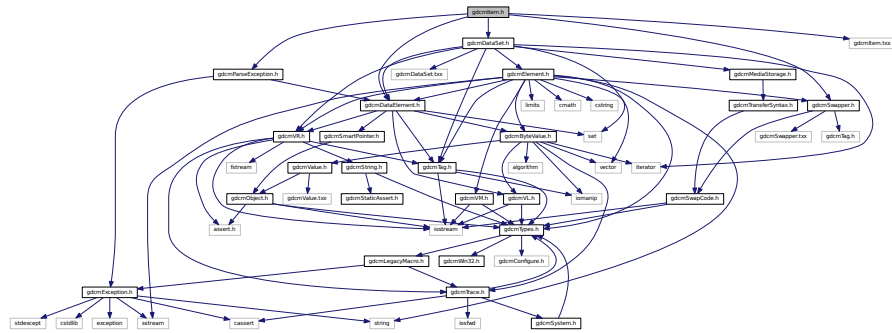 gdcmItem.h
gdcmDataSet.h
gdcmItem.txx
gdcmParseException.h
gdcmDataSet.txx
gdcmElement.h
gdcmMediaStorage.h
gdcmDataElement.h
limits
cmath
cstring
gdcmTransferSyntax.h
gdcmSwapper.h
gdcmVR.h
gdcmSmartPointer.h
gdcmByteValue.h
set
gdcmSwapper.txx
gdcmTag.h
fstream
gdcmValue.h
gdcmString.h
gdcmTag.h
algorithm
vector
iterator
gdcmObject.h
gdcmValue.txx
gdcmStaticAssert.h
gdcmVM.h
gdcmVL.h
iomanip
gdcmSwapCode.h
assert.h
iostream
gdcmTypes.h
gdcmLegacyMacro.h
gdcmWin32.h
gdcmConfigure.h
gdcmException.h
gdcmTrace.h
stdexcept
cstdlib
exception
sstream
cassert
string
iosfwd
gdcmSystem.h